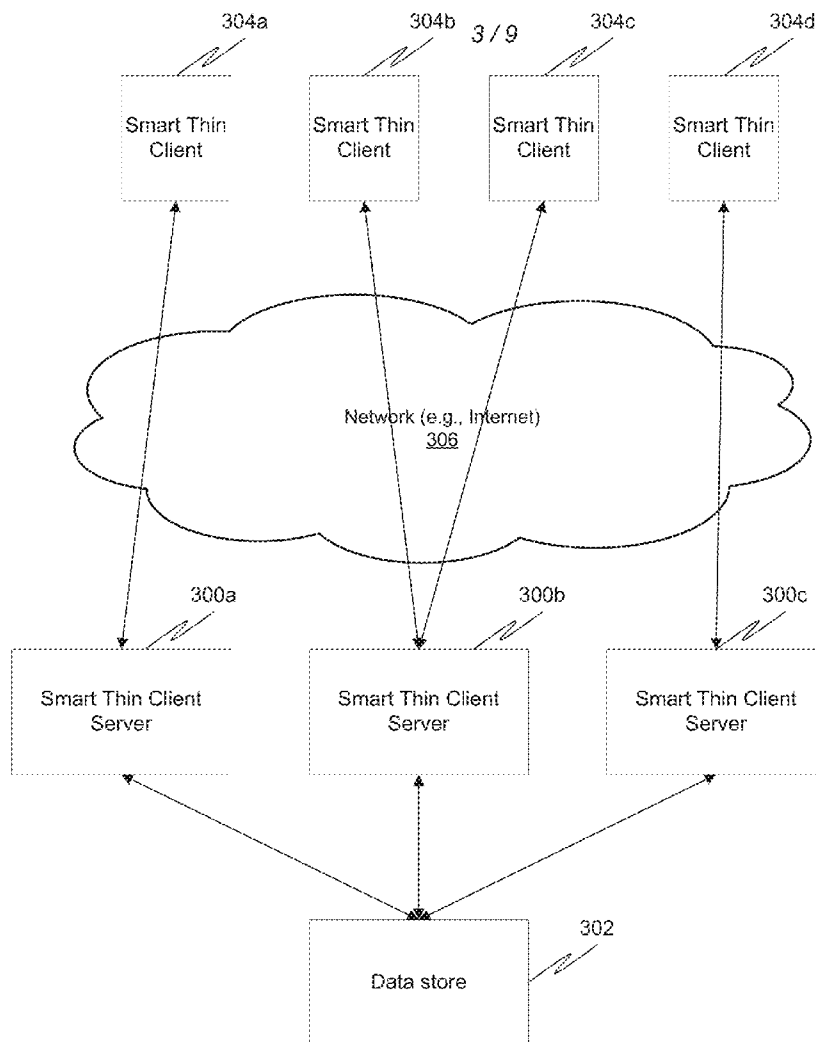 304a
304b
3 / 9
304c
304d
Smart Thin
Client
Smart Thin
Client
Smart Thin
Client
Smart Thin
Client
Network (e.g., Internet)
306
300a
300b
300c
Smart Thin Client
Server
Smart Thin Client
Server
Smart Thin Client
Server
302
Data store